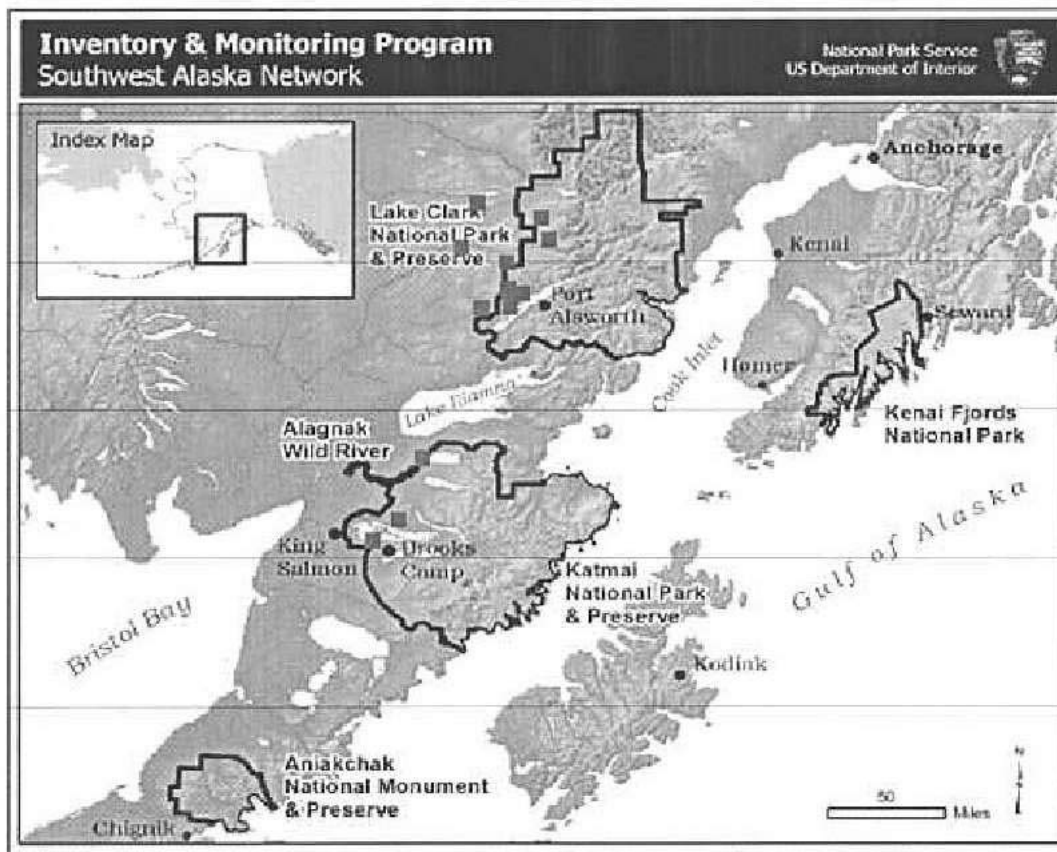 Inventory & Monitoring Program
Southwest Alaska Network
National Park Service
US Department of Interior
Index Map
Anchorage
Lake Clark
National Park
& Preserve
Kenai
Port
Alsworth
Seward
Cook Inlet
Homer
Lake Iliamna
Kenai Fjords
National Park
Alagnak
Wild River
King
Salmon
Brooks
Camp
Katmai
National Park
& Preserve
Gulf of Alaska
Bristol Bay
Kodiak
Aniakchak
National Monument
& Preserve
Chignik
50
Miles
N